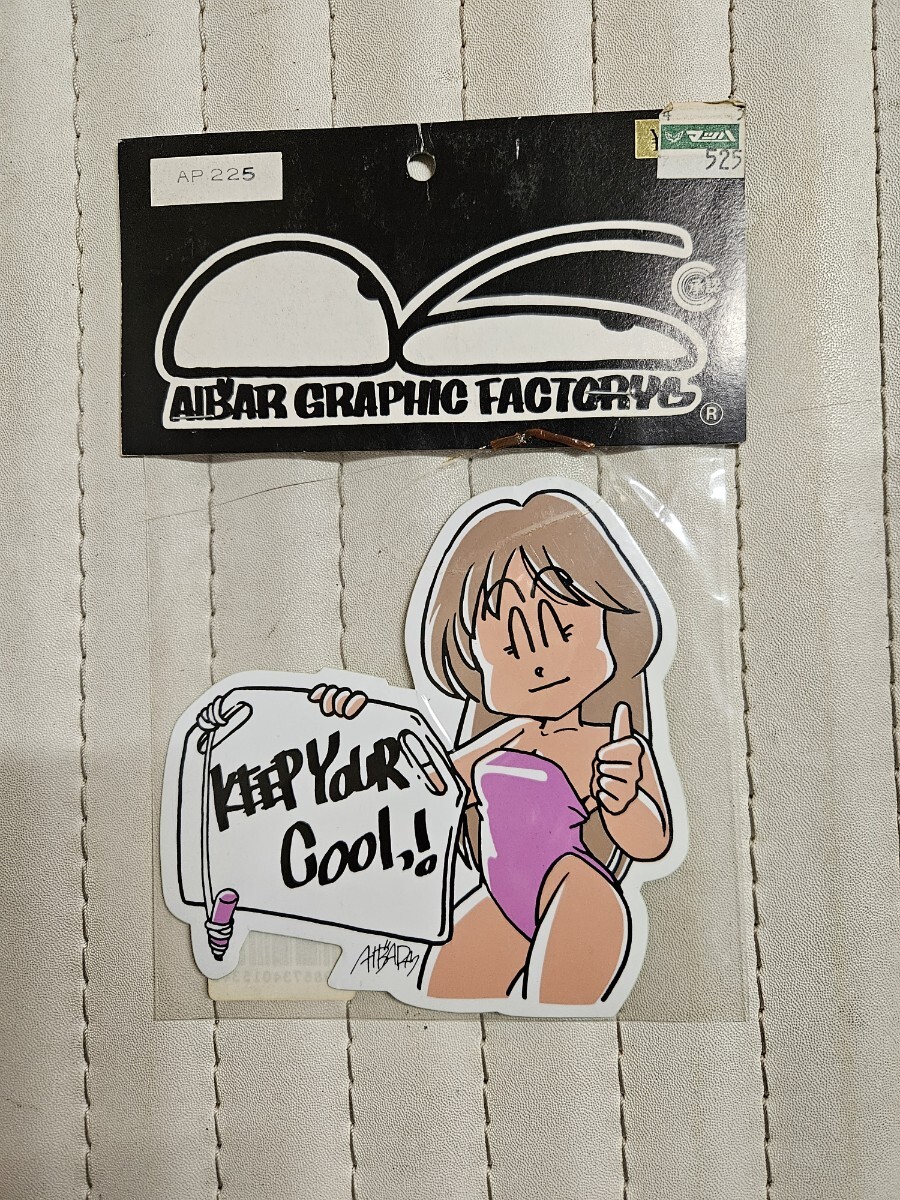 AP 225
¥
マッハ
525
AIBAR GRAPHIC FACTORY
®
KEEP YOUR
COOL,!
AIBAR